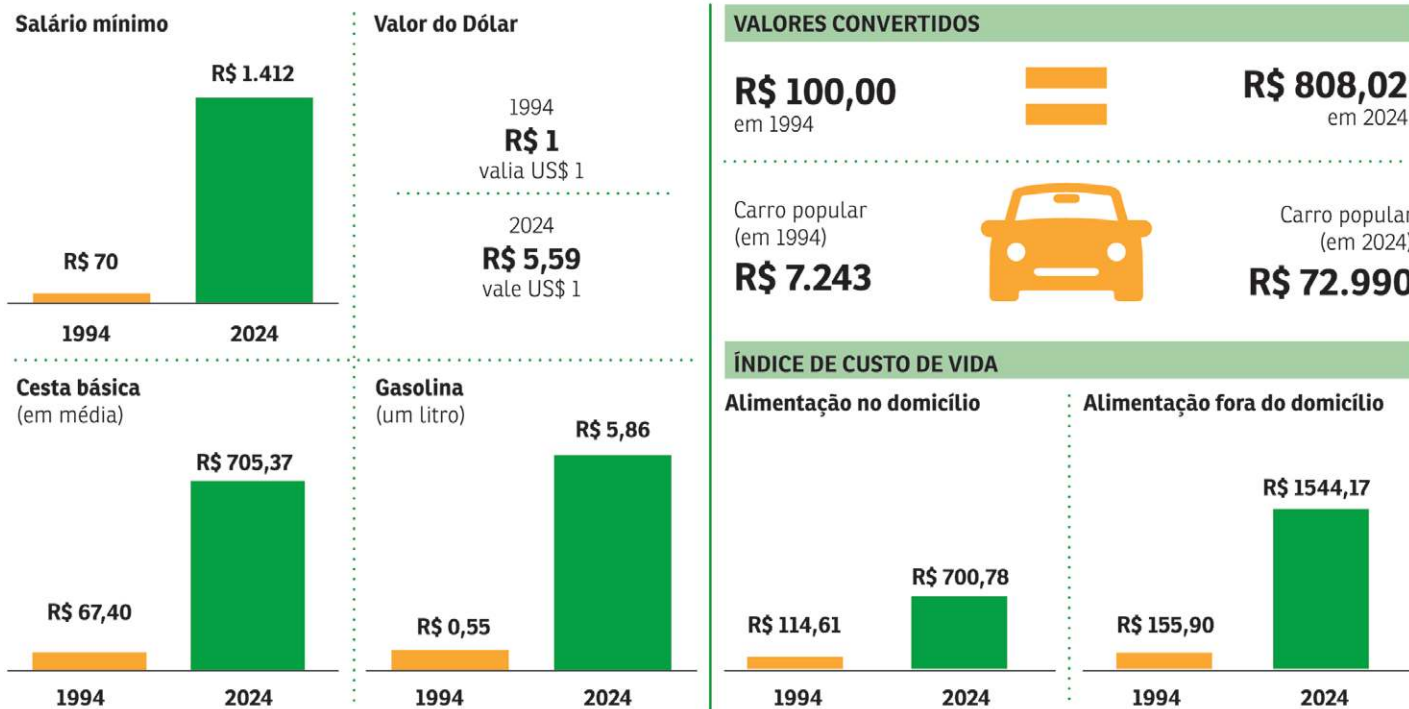 Salário mínimo
R$ 1.412
R$ 70
1994
2024
Valor do Dólar
1994
R$ 1
valia US$ 1
2024
R$ 5,59
vale US$ 1
Cesta básica
(em média)
R$ 705,37
R$ 67,40
1994
2024
Gasolina
(um litro)
R$ 5,86
R$ 0,55
1994
2024
VALORES CONVERTIDOS
R$ 100,00
em 1994
R$ 808,02
em 2024
Carro popular
(em 1994)
R$ 7.243
Carro popular
(em 2024)
R$ 72.990
ÍNDICE DE CUSTO DE VIDA
Alimentação no domicílio
R$ 700,78
R$ 114,61
1994
2024
Alimentação fora do domicílio
R$ 1544,17
R$ 155,90
1994
2024